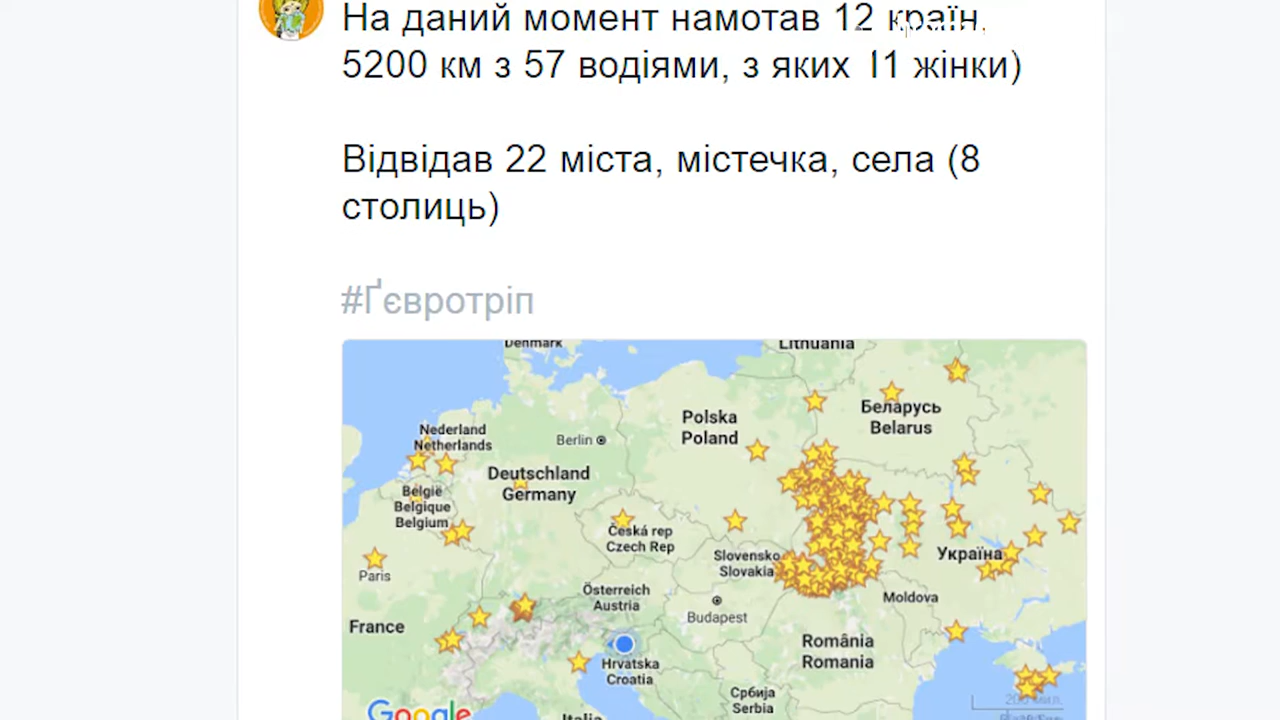 На даний момент намотав 12 країн,
5200 км з 57 водіями, з яких 11 жінки)
Відвідав 22 міста, містечка, села (8
столиць)
#Ґєвротріп
Denmark
Lithuania
Беларусь
Belarus
Polska
Poland
Nederland
Netherlands
Berlin
Deutschland
Germany
België
Belgique
Belgium
Česká rep
Czech Rep
Slovensko
Slovakia
Україна
Paris
Österreich
Austria
Budapest
Moldova
France
România
Romania
Hrvatska
Croatia
Србија
Serbia
Google
Italia